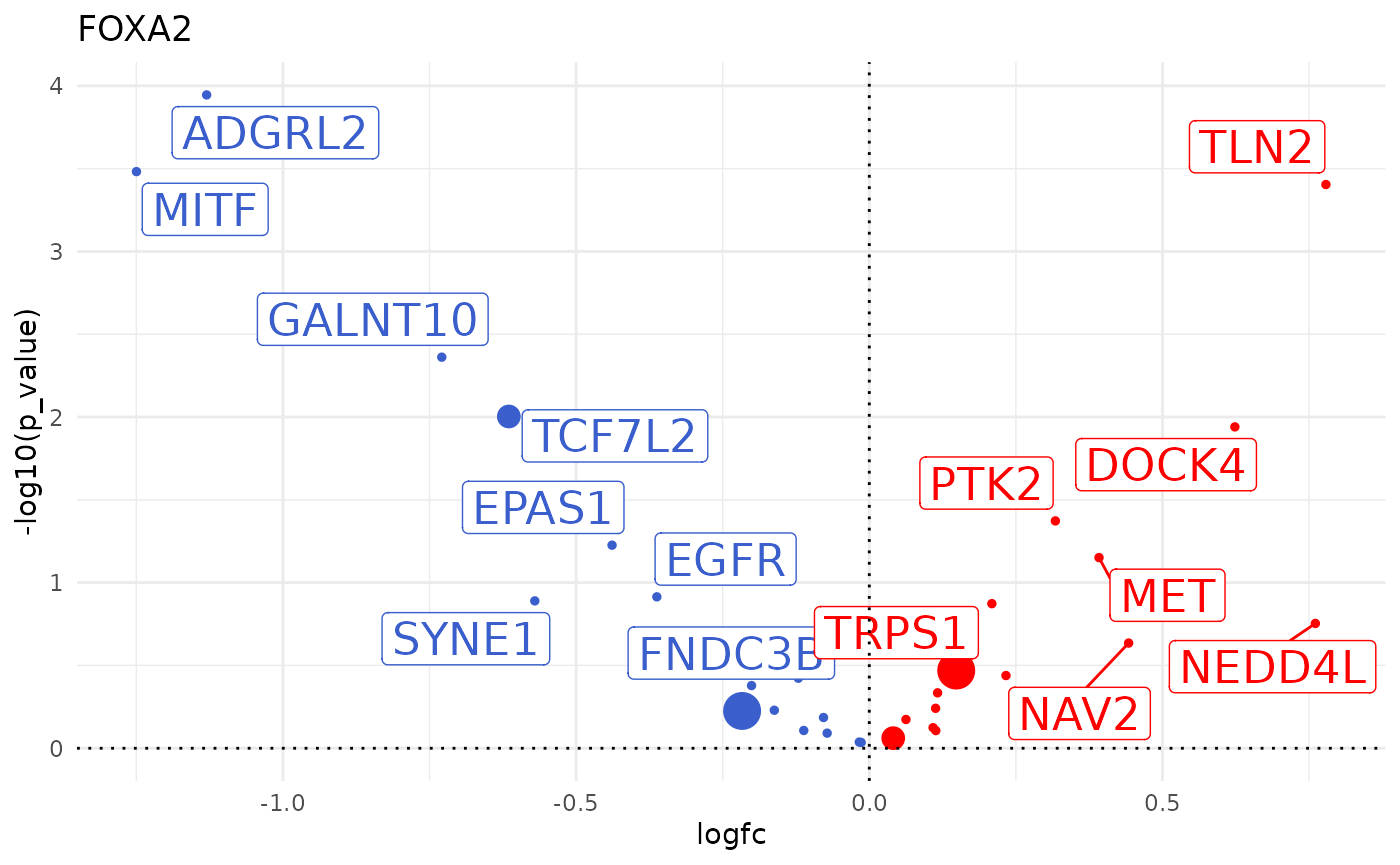 FOXA2
4
ADGRL2
TLN2
MITF
3
GALNT10
-log10(p_value)
2
TCF7L2
DOCK4
PTK2
EPAS1
EGFR
1
MET
SYNE1
TRPS1
FNDC3B
NEDD4L
NAV2
0
-1.0 -0.5 0.0 0.5
logfc